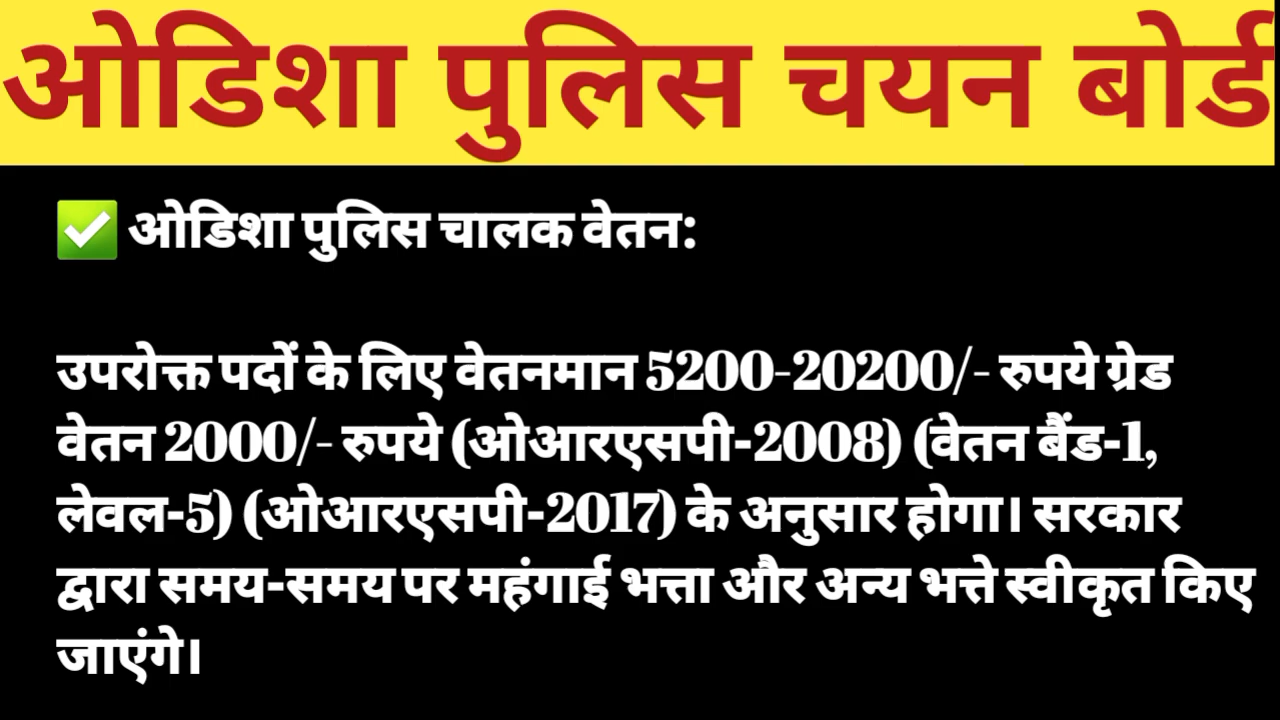 ओडिशा पुलिस चयन बोर्ड
✅ ओडिशा पुलिस चालक वेतन:
उपरोक्त पदों के लिए वेतनमान 5200-20200/- रुपये ग्रेड
वेतन 2000/- रुपये (ओआरएसपी-2008) (वेतन बैंड-1,
लेवल-5) (ओआरएसपी-2017) के अनुसार होगा। सरकार
द्वारा समय-समय पर महंगाई भत्ता और अन्य भत्ते स्वीकृत किए
जाएंगे।